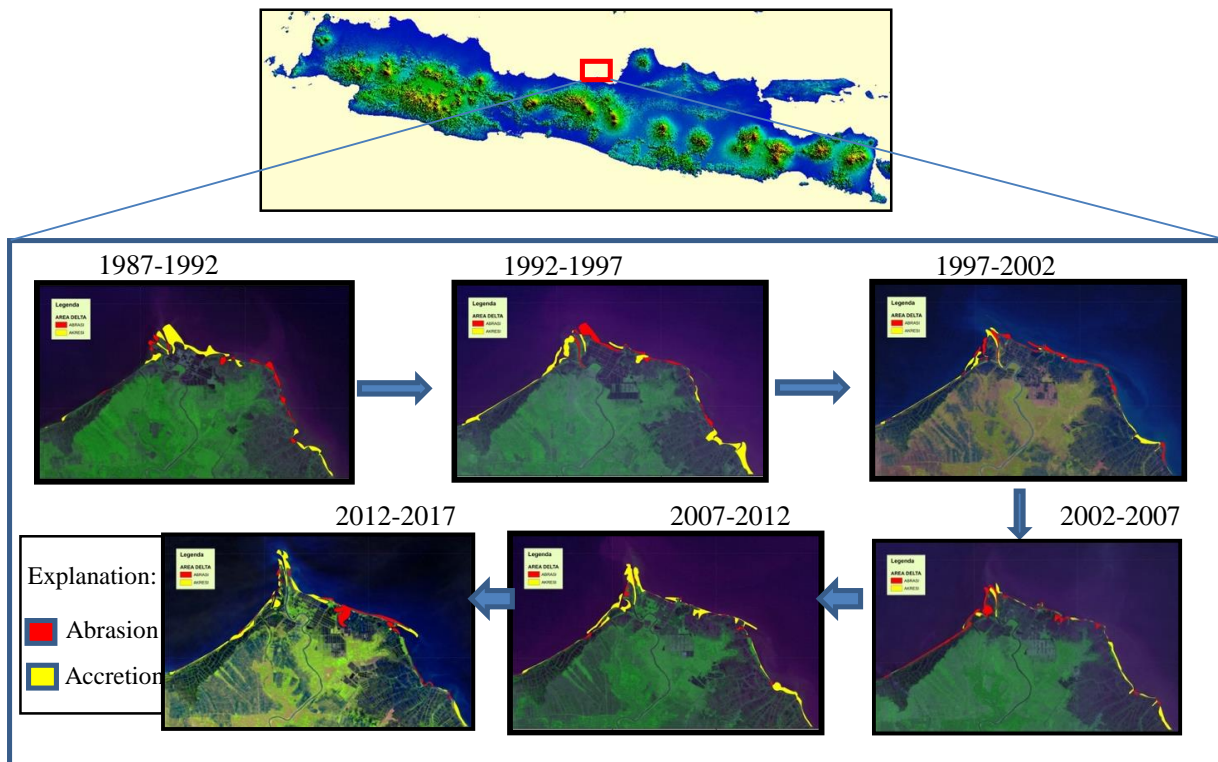 1987-1992
1992-1997
1997-2002
Legenda
AREA DELTA
ABRASI
AKRESI
Legenda
AREA DELTA
ABRASI
AKRESI
Legenda
AREA DELTA
ABRASI
AKRESI
2012-2017
2007-2012
2002-2007
Legenda
AREA DELTA
ABRASI
AKRESI
Legenda
AREA DELTA
ABRASI
AKRESI
Legenda
AREA DELTA
ABRASI
AKRESI
Explanation:
Abrasion
Accretion